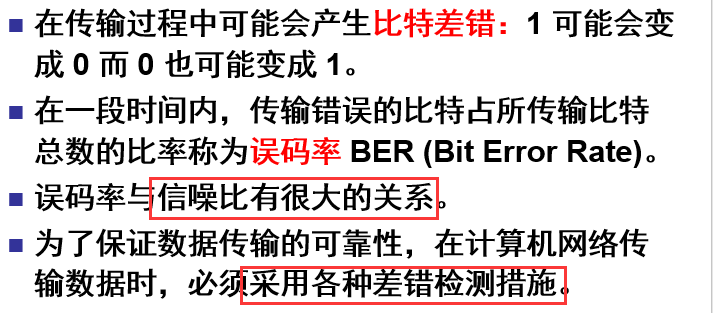 在传输过程中可能会产生比特差错：1 可能会变
成 0 而 0 也可能变成 1。
在一段时间内，传输错误的比特占所传输比特
总数的比率称为误码率 BER (Bit Error Rate)。
误码率与信噪比有很大的关系。
为了保证数据传输的可靠性，在计算机网络传
输数据时，必须采用各种差错检测措施。